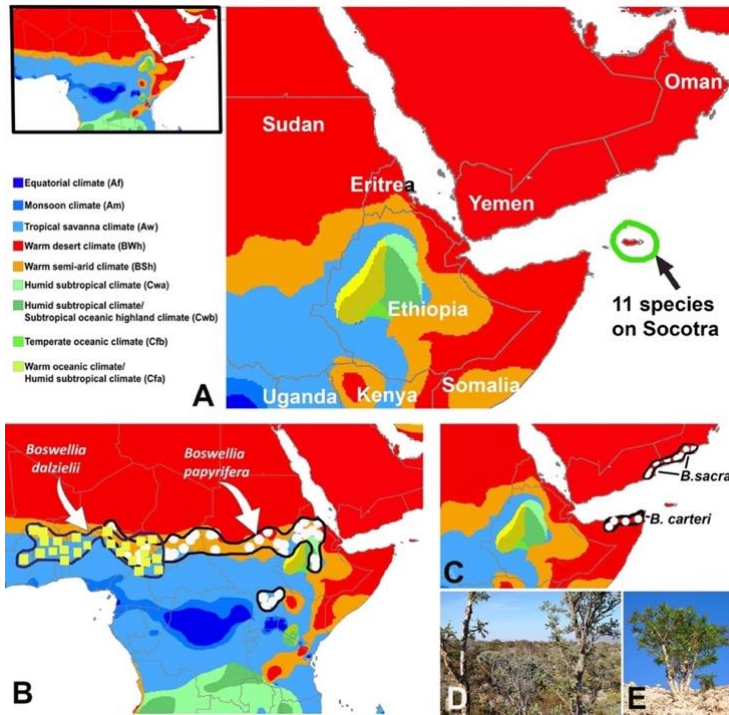 Oman
Sudan
Eritrea
Yemen
Equatorial climate (Af)
Monsoon climate (Am)
Tropical savanna climate (Aw)
Warm desert climate (BWh)
Warm semi-arid climate (BSh)
Humid subtropical climate (Cwa)
Humid subtropical climate/
Subtropical oceanic highland climate (Cwb)
Temperate oceanic climate (Cfb)
Warm oceanic climate/
Humid subtropical climate (Cfa)
Ethiopia
11 species
on Socotra
A
Uganda
Kenya
Somalia
Boswellia
dalzielii
Boswellia
papyrifera
B
B.sacra
B. carteri
C
D
E